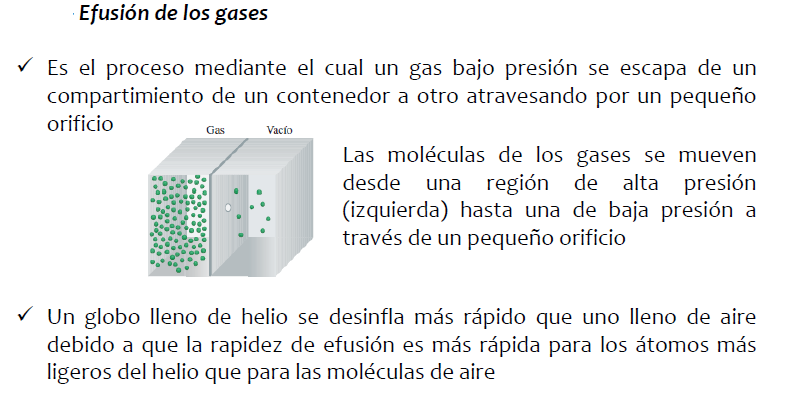 Efusión de los gases
✓ Es el proceso mediante el cual un gas bajo presión se escapa de un
compartimiento de un contenedor a otro atravesando por un pequeño
orificio
Gas Vacío
Las moléculas de los gases se mueven
desde una región de alta presión
(izquierda) hasta una de baja presión a
través de un pequeño orificio
✓ Un globo lleno de helio se desinfla más rápido que uno lleno de aire
debido a que la rapidez de efusión es más rápida para los átomos más
ligeros del helio que para las moléculas de aire